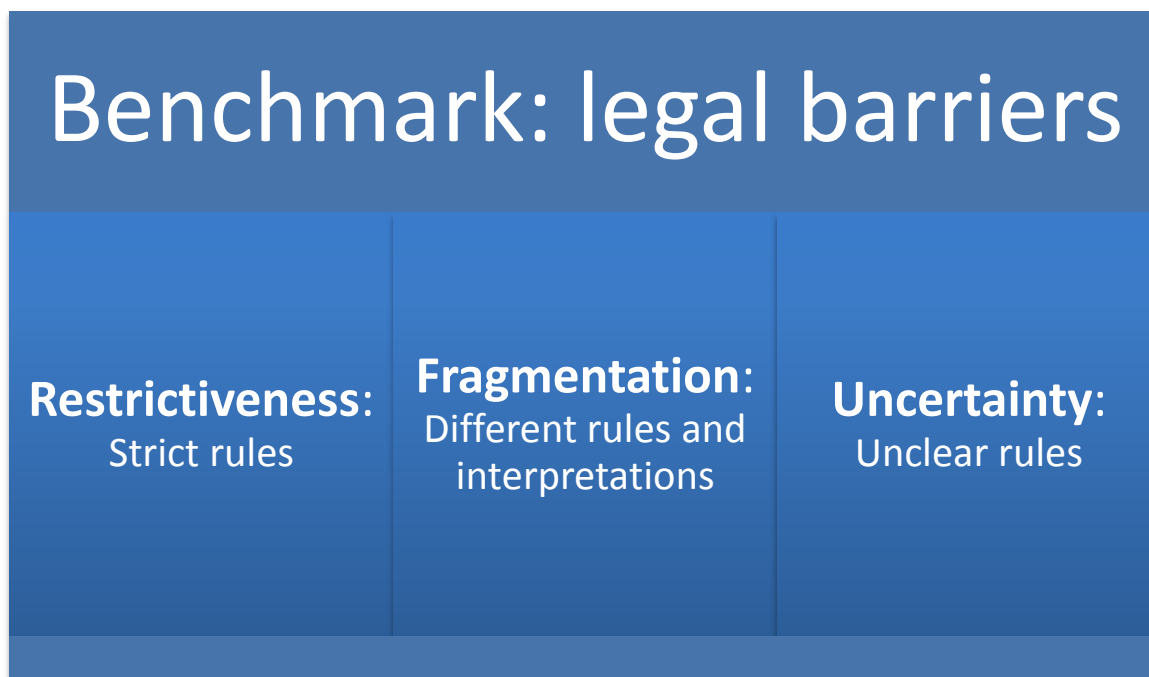 Benchmark: legal barriers
Restrictiveness:
Strict rules
Fragmentation:
Different rules and
interpretations
Uncertainty:
Unclear rules